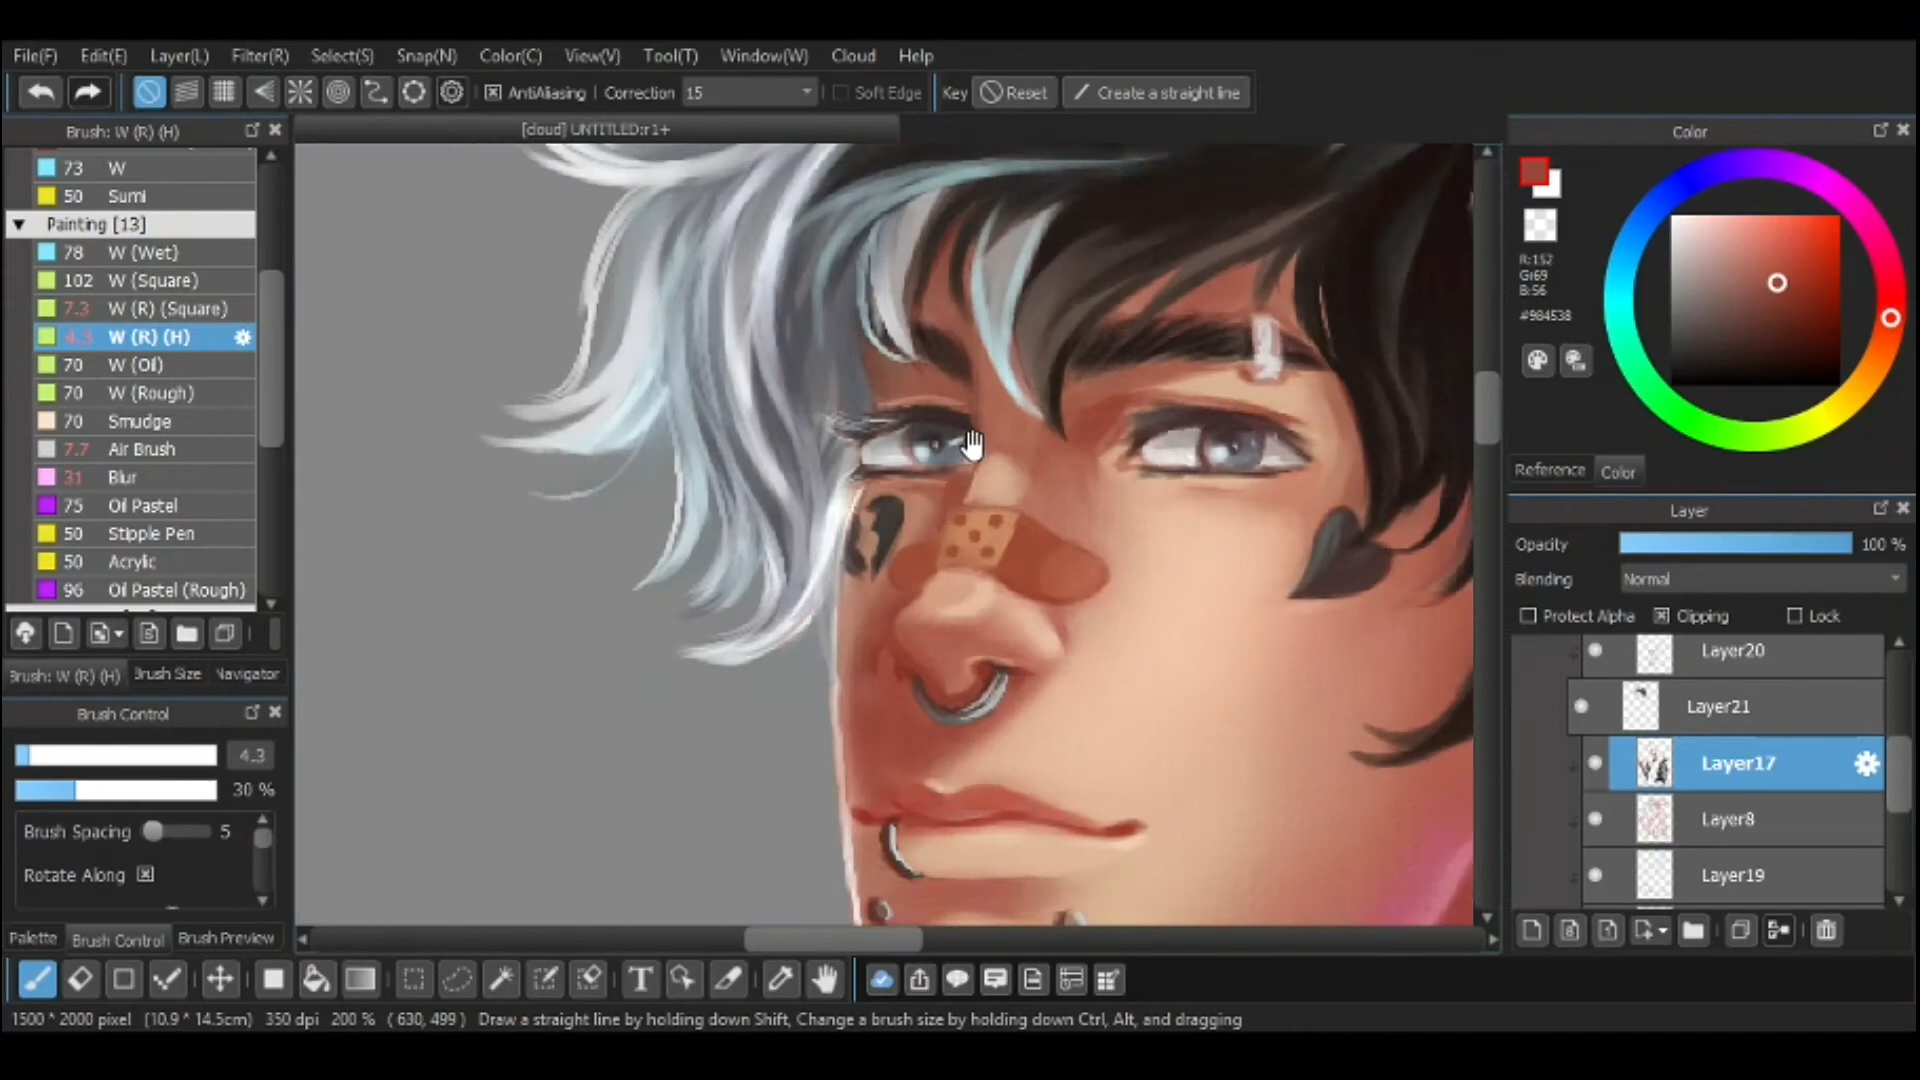 File(F) Edit(E) Layer(L) Filter(R) Select(S) Snap(N) Color(C) View(V) Tool(T) Window(W) Cloud Help
AntiAliasing Correction 15 Soft Edge Key Reset Create a straight line
Brush: W (R) (H)
[cloud] UNTITLED:r1+
Color
73 W
50 Sumi
Painting [13]
78 W (Wet)
102 W (Square)
7.3 W (R) (Square)
4.3 W (R) (H)
70 W (Oil)
70 W (Rough)
70 Smudge
7.7 Air Brush
31 Blur
75 Oil Pastel
50 Stipple Pen
50 Acrylic
96 Oil Pastel (Rough)
Brush: W (R) (H) Brush Size Navigator
Brush Control
4.3
30 %
Brush Spacing 5
Rotate Along
Palette Brush Control Brush Preview
R:152
G:69
B:56
#984538
Reference Color
Layer
Opacity 100 %
Blending Normal
Protect Alpha Clipping Lock
Layer20
Layer21
Layer17
Layer8
Layer19
1500 * 2000 pixel (10.9 * 14.5cm) 350 dpi 200 % ( 630, 499 ) Draw a straight line by holding down Shift, Change a brush size by holding down Ctrl, Alt, and dragging